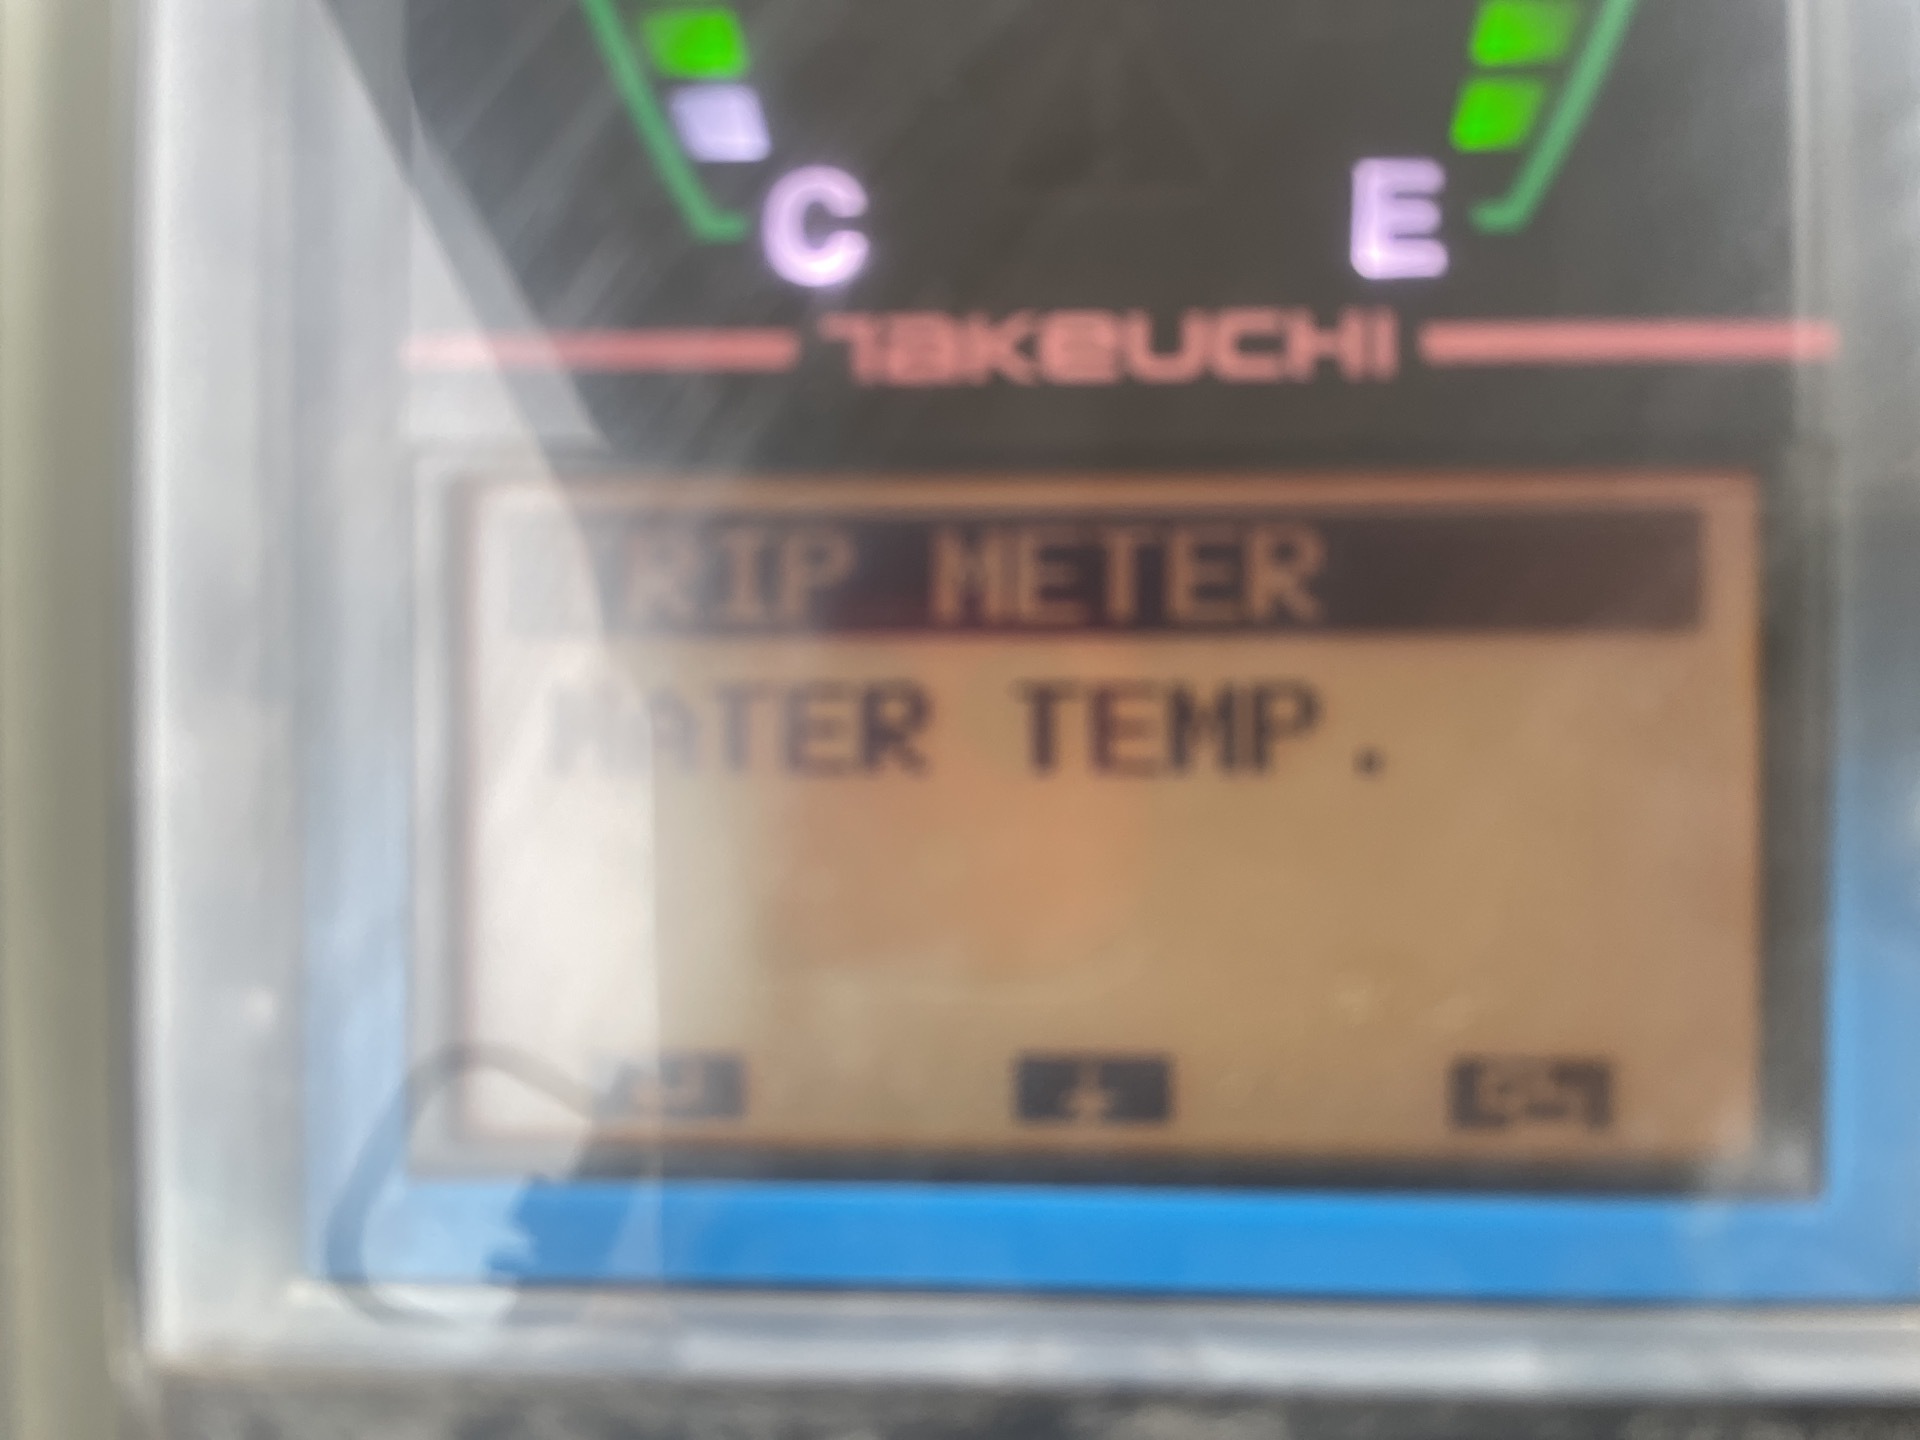 C E
TAKEUCHI
TRIP METER
WATER TEMP.